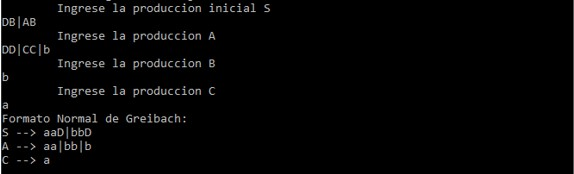 Ingrese la produccion inicial S
DB|AB
Ingrese la produccion A
DD|CC|b
Ingrese la produccion B
b
Ingrese la produccion C
a
Formato Normal de Greibach:
S --> aaD|bbD
A --> aa|bb|b
C --> a